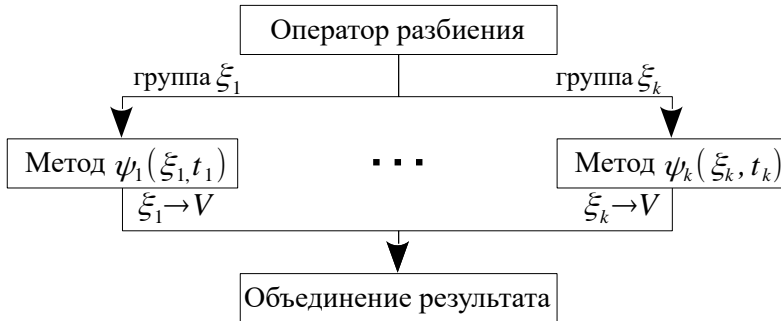 Оператор разбиения
группа ξ₁ группа ξₖ
Метод ψ₁(ξ₁,t₁) ... Метод ψₖ(ξₖ,tₖ)
ξ₁→V ξₖ→V
Объединение результата